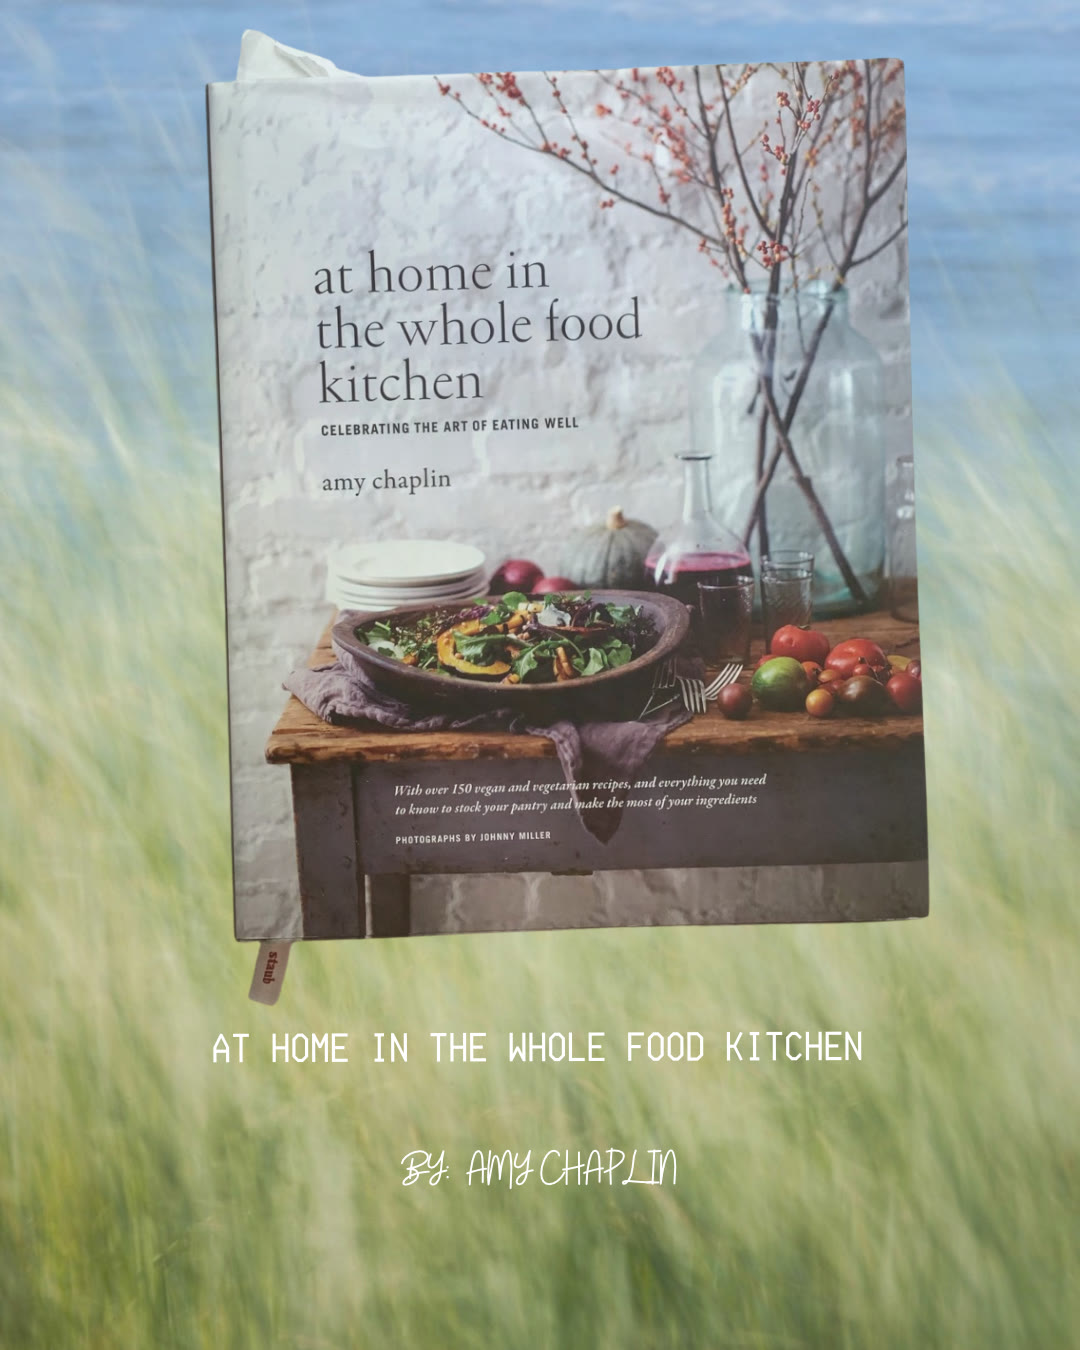 at home in
the whole food
kitchen
CELEBRATING THE ART OF EATING WELL
amy chaplin
With over 150 vegan and vegetarian recipes, and everything you need
to know to stock your pantry and make the most of your ingredients
PHOTOGRAPHS BY JOHNNY MILLER
staub
AT HOME IN THE WHOLE FOOD KITCHEN
BY: AMY CHAPLIN